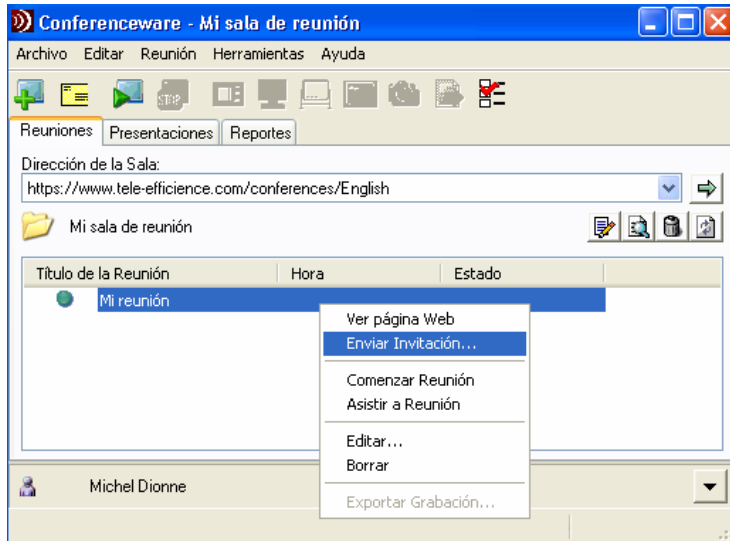 Conferenceware - Mi sala de reunión
Archivo Editar Reunión Herramientas Ayuda
STOP
Reuniones Presentaciones Reportes
Dirección de la Sala:
https://www.tele-efficience.com/conferences/English
Mi sala de reunión
Título de la Reunión Hora Estado
Mi reunión
Ver página Web
Enviar Invitación...
Comenzar Reunión
Asistir a Reunión
Editar...
Borrar
Exportar Grabación...
Michel Dionne